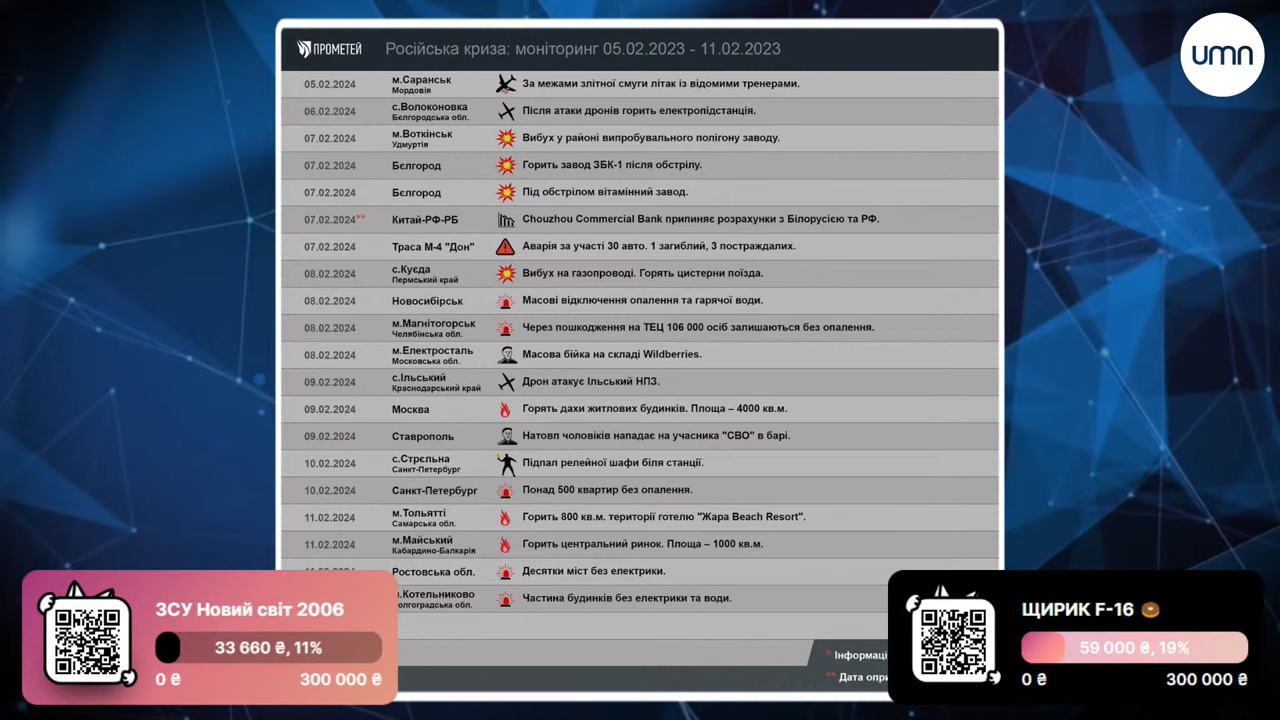 ПРОМЕТЕЙ
Російська криза: моніторинг 05.02.2023 - 11.02.2023
umn
05.02.2024 м.Саранськ За межами злітної смуги літак із відомими тренерами.
Мордовія
06.02.2024 с.Волоконовка Після атаки дронів горить електропідстанція.
Бєлгородська обл.
07.02.2024 м.Воткінськ Вибух у районі випробувального полігону заводу.
Удмуртія
07.02.2024 Бєлгород Горить завод ЗБК-1 після обстрілу.
07.02.2024 Бєлгород Під обстрілом вітамінний завод.
07.02.2024** Китай-РФ-РБ Chouzhou Commercial Bank припиняє розрахунки з Білорусією та РФ.
07.02.2024 Траса М-4 "Дон" Аварія за участі 30 авто. 1 загиблий, 3 постраждалих.
08.02.2024 с.Куєда Вибух на газопроводі. Горять цистерни поїзда.
Пермський край
08.02.2024 Новосибірськ Масові відключення опалення та гарячої води.
08.02.2024 м.Магнітогорськ Через пошкодження на ТЕЦ 106 000 осіб залишаються без опалення.
Челябінська обл.
08.02.2024 м.Електросталь Масова бійка на складі Wildberries.
Московська обл.
09.02.2024 с.Ільський Дрон атакує Ільський НПЗ.
Краснодарський край
09.02.2024 Москва Горять дахи житлових будинків. Площа – 4000 кв.м.
09.02.2024 Ставрополь Натовп чоловіків нападає на учасника "СВО" в барі.
10.02.2024 с.Стрєльна Підпал релейної шафи біля станції.
Санкт-Петербург
10.02.2024 Санкт-Петербург Понад 500 квартир без опалення.
11.02.2024 м.Тольятті Горить 800 кв.м. території готелю "Жара Beach Resort".
Самарська обл.
11.02.2024 м.Майський Горить центральний ринок. Площа – 1000 кв.м.
Кабардино-Балкарія
Ростовська обл. Десятки міст без електрики.
Котельниково Частина будинків без електрики та води.
обл.
* Інформаці
** Дата опри
ЗСУ Новий світ 2006
33 660 ₴, 11%
0 ₴ 300 000 ₴
ЩИРИК F-16
59 000 ₴, 19%
0 ₴ 300 000 ₴